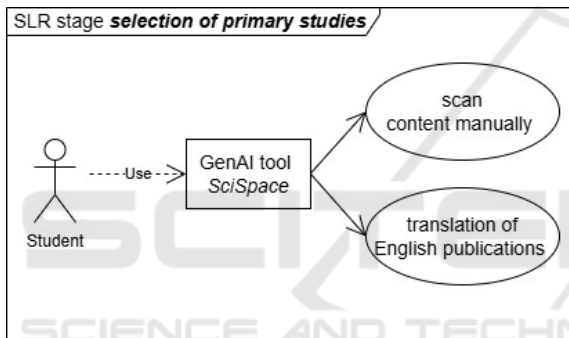 SLR stage selection of primary studies
scan
content manually
Use
GenAI tool
SciSpace
Student
translation of
English publications
SCIENCE AND TECHN